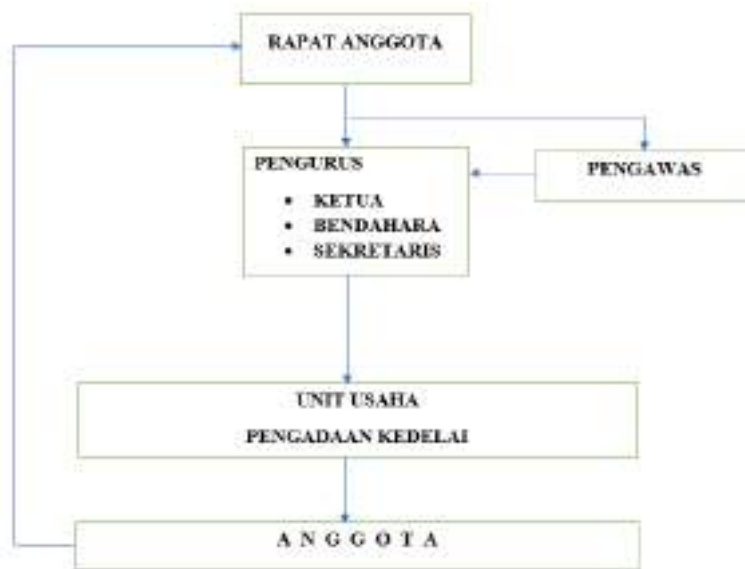 RAPAT ANGGOTA
PENGURUS
• KETUA
• BENDAHARA
• SEKRETARIS
PENGAWAS
UNIT USAHA
PENGADAAN KEDELAI
A N G G O T A